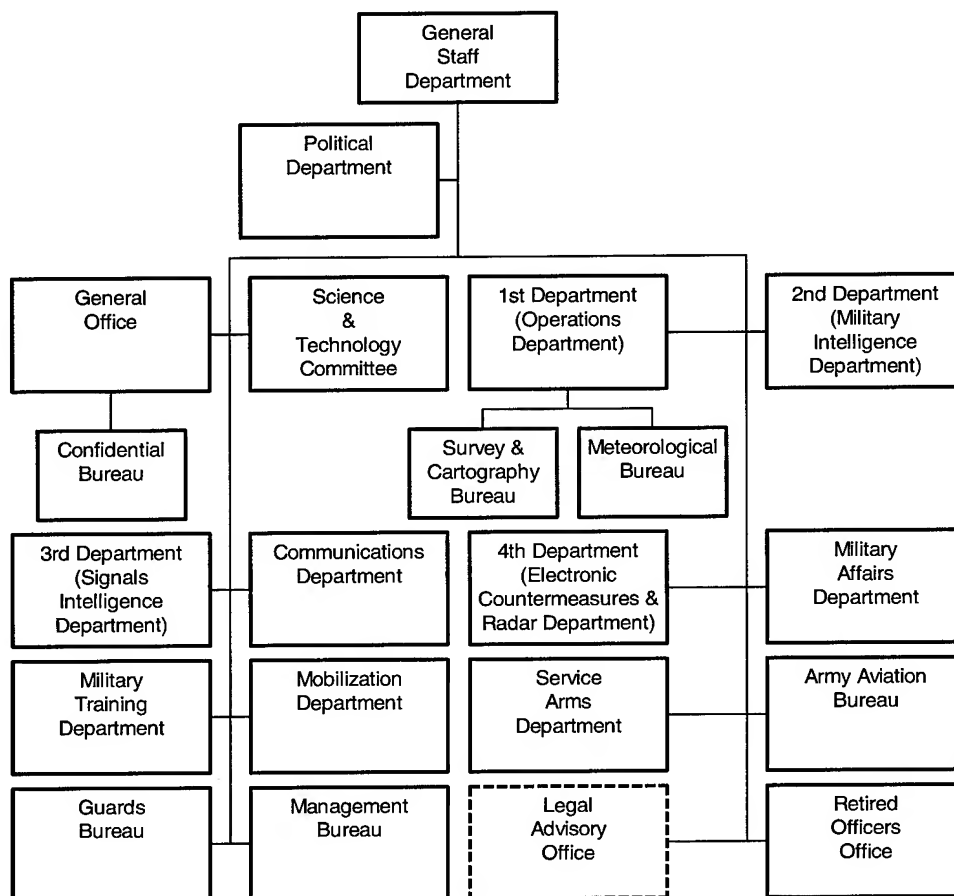 General
Staff
Department
Political
Department
General
Office
Science
&
Technology
Committee
1st Department
(Operations
Department)
2nd Department
(Military
Intelligence
Department)
Confidential
Bureau
Survey &
Cartography
Bureau
Meteorological
Bureau
3rd Department
(Signals
Intelligence
Department)
Communications
Department
4th Department
(Electronic
Countermeasures &
Radar Department)
Military
Affairs
Department
Military
Training
Department
Mobilization
Department
Service
Arms
Department
Army Aviation
Bureau
Guards
Bureau
Management
Bureau
Legal
Advisory
Office
Retired
Officers
Office